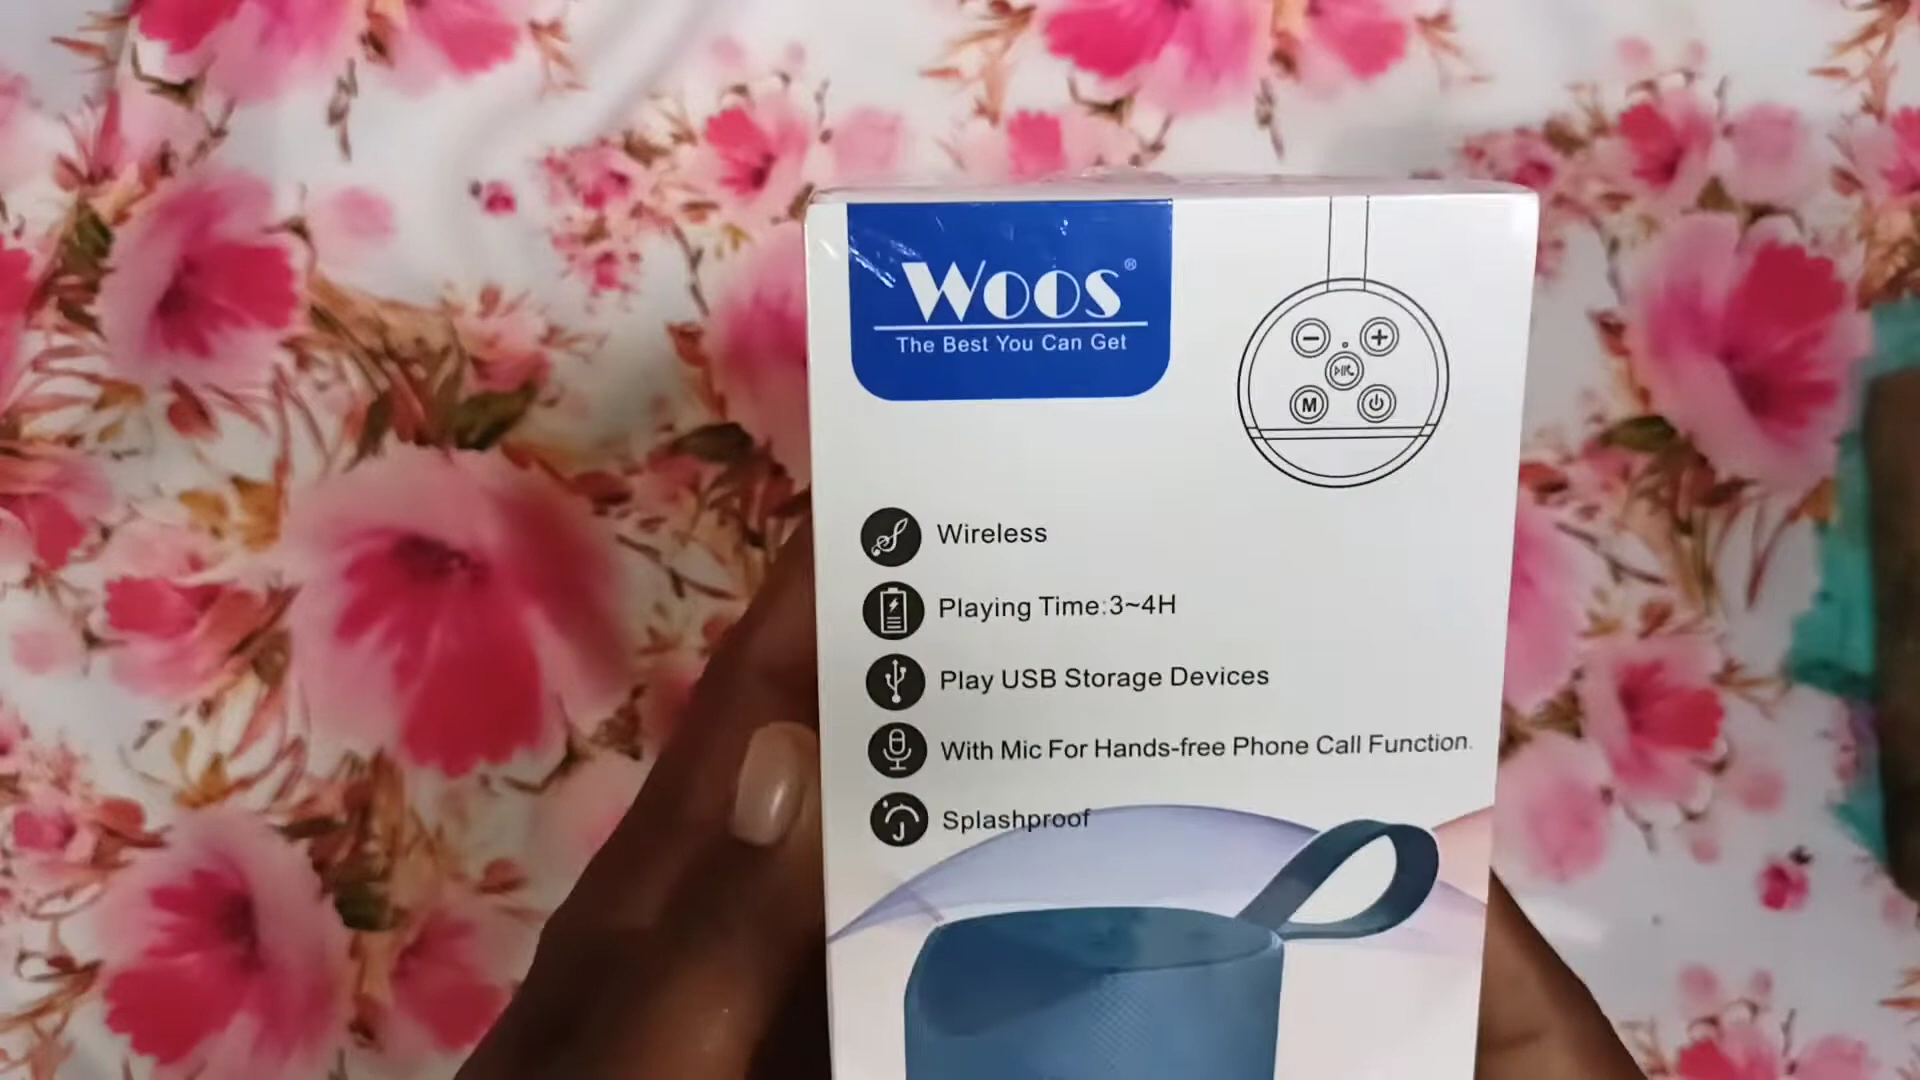 Woos®
The Best You Can Get
M
Wireless
Playing Time:3~4H
Play USB Storage Devices
With Mic For Hands-free Phone Call Function.
Splashproof